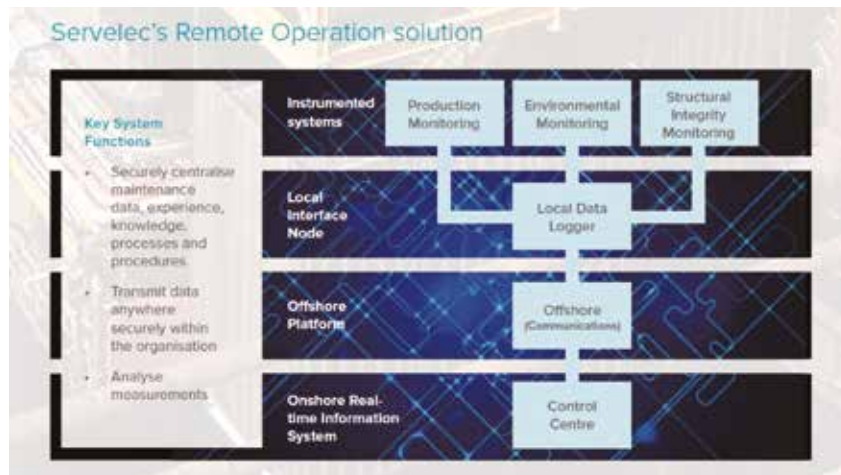 Servelec's Remote Operation solution
Key System
Functions
• Securely centralise
maintenance
data, experience,
knowledge,
processes and
procedures.
• Transmit data
anywhere
securely within
the organisation
• Analyse
measurements
Instrumented
systems
Production
Monitoring
Environmental
Monitoring
Structural
Integrity
Monitoring
Local
Interface
Node
Local Data
Logger
Offshore
Platform
Offshore
(Communications)
Onshore Real-
time Information
System
Control
Centre